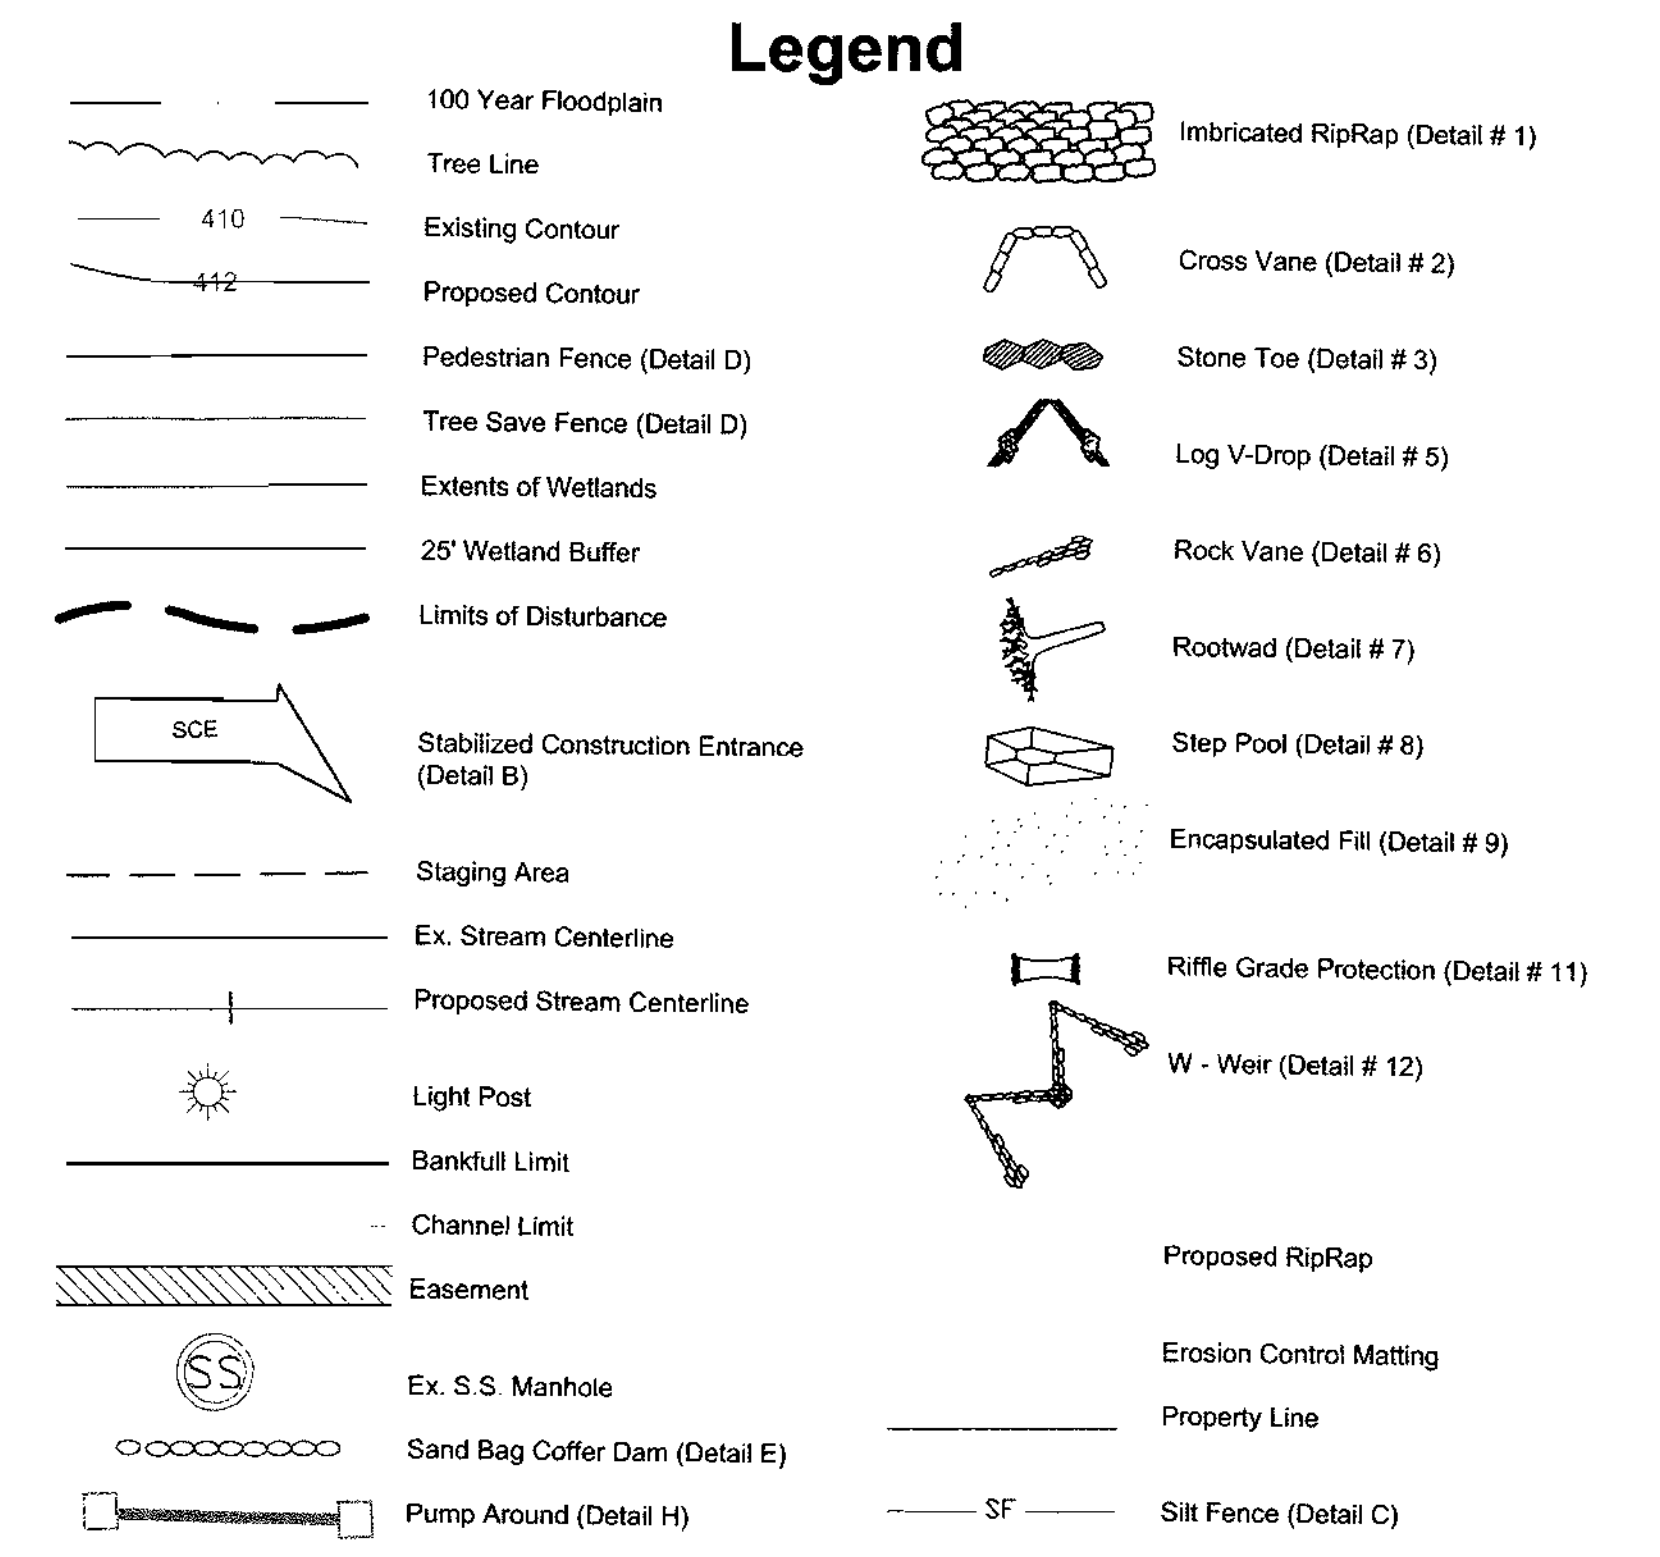 Legend
100 Year Floodplain
Tree Line
410
Existing Contour
412
Proposed Contour
Pedestrian Fence (Detail D)
Tree Save Fence (Detail D)
Extents of Wetlands
25' Wetland Buffer
Limits of Disturbance
SCE
Stabilized Construction Entrance
(Detail B)
Staging Area
Ex. Stream Centerline
Proposed Stream Centerline
Light Post
Bankfull Limit
Channel Limit
Easement
SS
Ex. S.S. Manhole
Sand Bag Coffer Dam (Detail E)
Pump Around (Detail H)
Imbricated RipRap (Detail # 1)
Cross Vane (Detail # 2)
Stone Toe (Detail # 3)
Log V-Drop (Detail # 5)
Rock Vane (Detail # 6)
Rootwad (Detail # 7)
Step Pool (Detail # 8)
Encapsulated Fill (Detail # 9)
Riffle Grade Protection (Detail # 11)
W - Weir (Detail # 12)
Proposed RipRap
Erosion Control Matting
Property Line
SF
Silt Fence (Detail C)